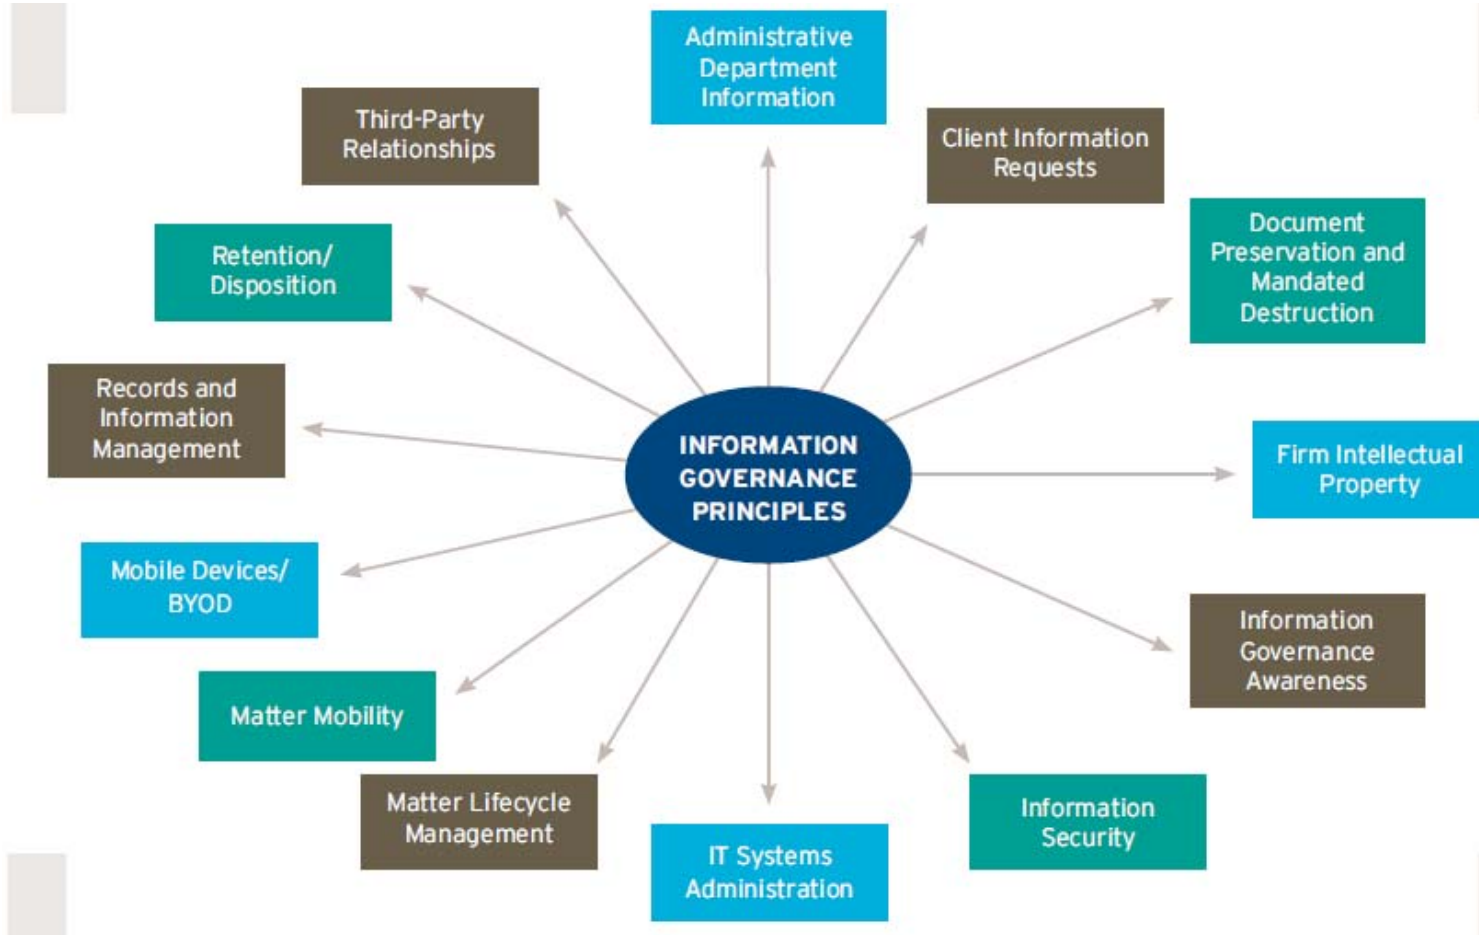 Administrative
Department
Information
Third-Party
Relationships
Client Information
Requests
Retention/
Disposition
Document
Preservation and
Mandated
Destruction
Records and
Information
Management
INFORMATION
GOVERNANCE
PRINCIPLES
Firm Intellectual
Property
Mobile Devices/
BYOD
Information
Governance
Awareness
Matter Mobility
Matter Lifecycle
Management
IT Systems
Administration
Information
Security